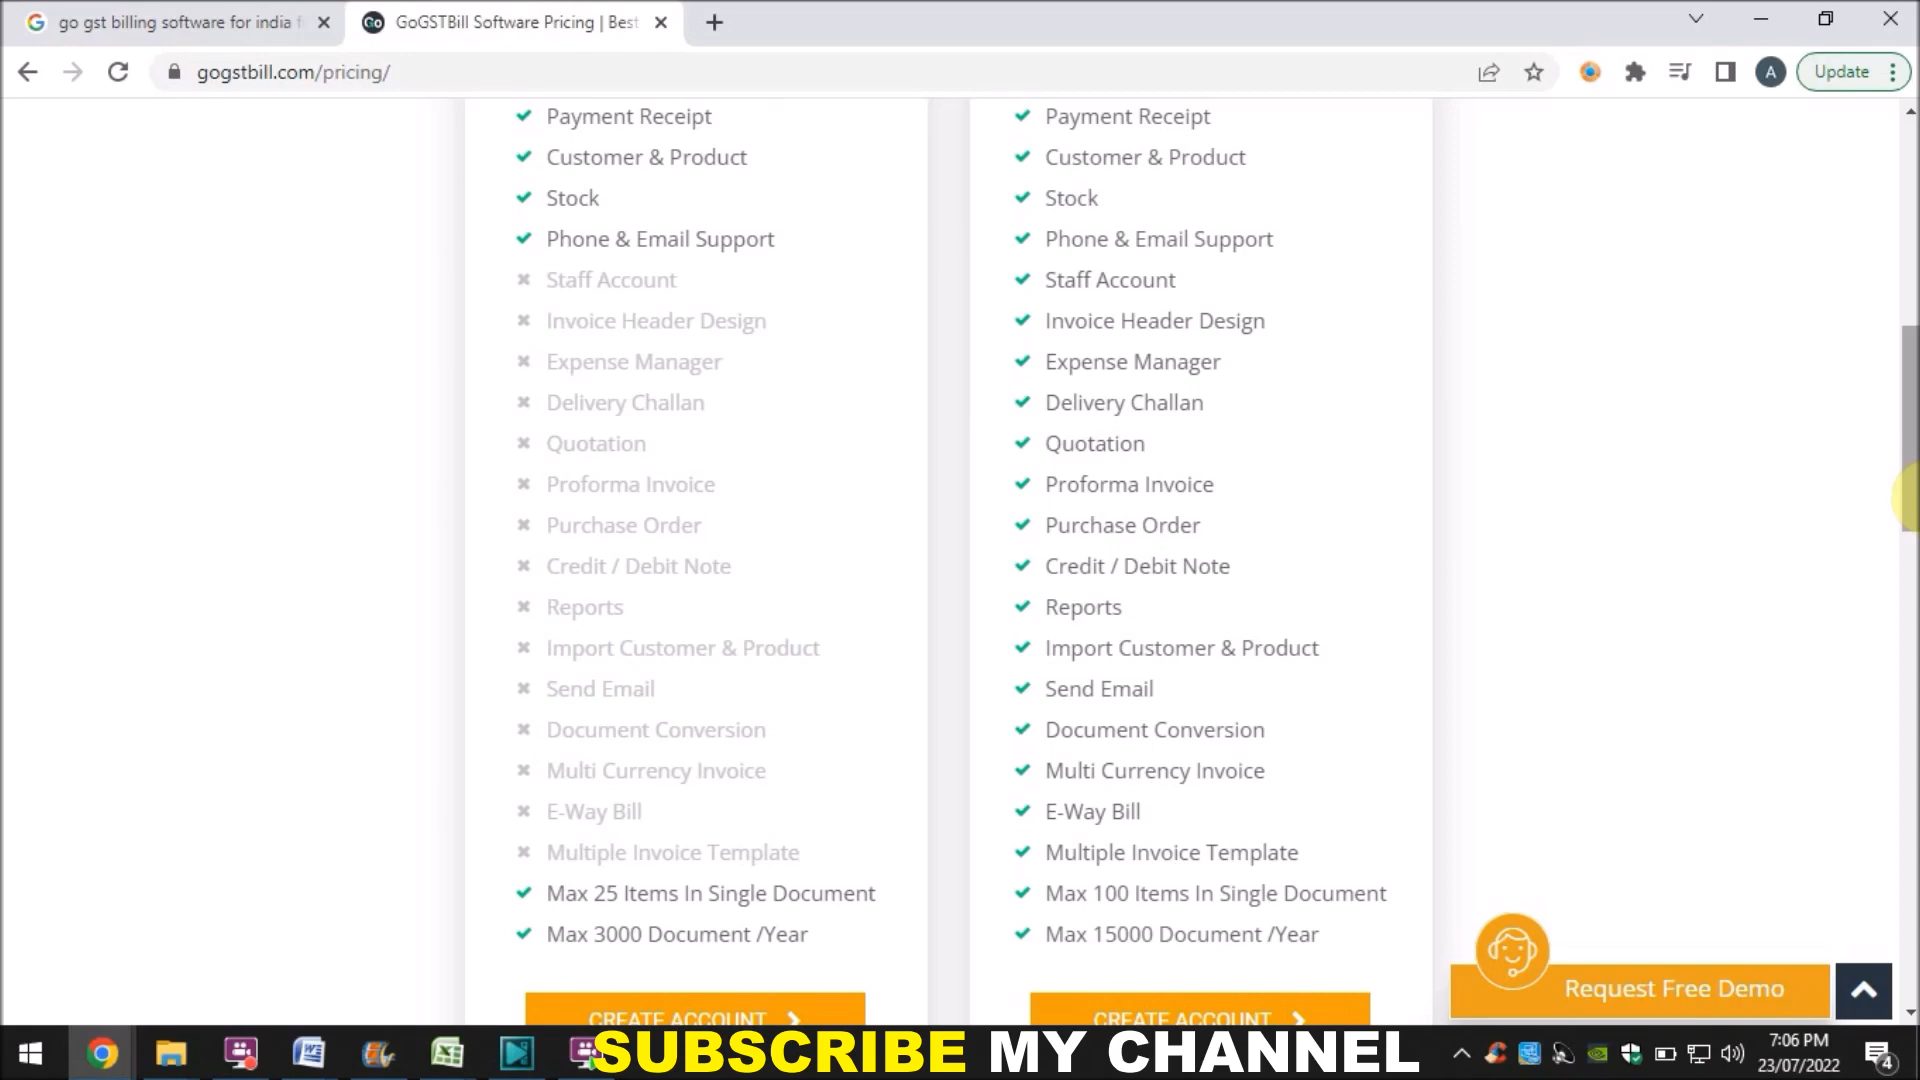 go gst billing software for india f
GoGSTBill Software Pricing | Best
gogstbill.com/pricing/
A
Update
Payment Receipt
Customer & Product
Stock
Phone & Email Support
Staff Account
Invoice Header Design
Expense Manager
Delivery Challan
Quotation
Proforma Invoice
Purchase Order
Credit / Debit Note
Reports
Import Customer & Product
Send Email
Document Conversion
Multi Currency Invoice
E-Way Bill
Multiple Invoice Template
Max 25 Items In Single Document
Max 3000 Document /Year
CREATE ACCOUNT
Payment Receipt
Customer & Product
Stock
Phone & Email Support
Staff Account
Invoice Header Design
Expense Manager
Delivery Challan
Quotation
Proforma Invoice
Purchase Order
Credit / Debit Note
Reports
Import Customer & Product
Send Email
Document Conversion
Multi Currency Invoice
E-Way Bill
Multiple Invoice Template
Max 100 Items In Single Document
Max 15000 Document /Year
CREATE ACCOUNT
Request Free Demo
SUBSCRIBE MY CHANNEL
7:06 PM
23/07/2022
4